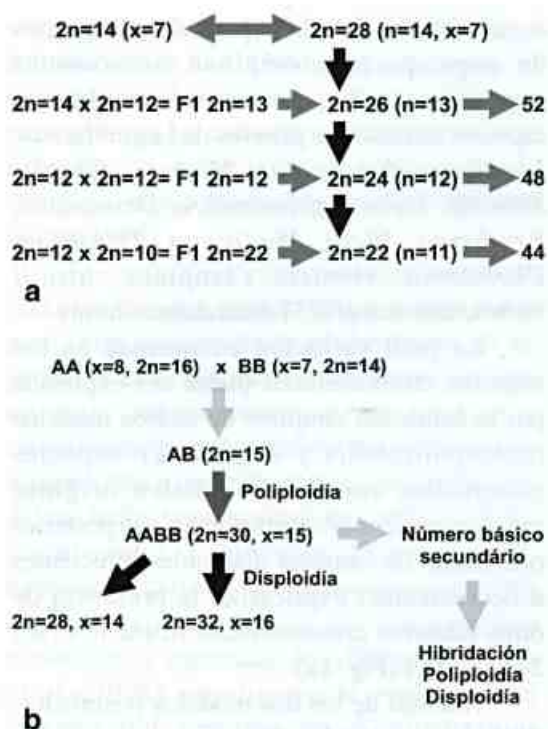 2n=14 (x=7) 2n=28 (n=14, x=7)
2n=14 x 2n=12= F1 2n=13 2n=26 (n=13) 52
2n=12 x 2n=12= F1 2n=12 2n=24 (n=12) 48
2n=12 x 2n=10= F1 2n=22 2n=22 (n=11) 44
a
AA (x=8, 2n=16) x BB (x=7, 2n=14)
AB (2n=15)
Poliploidía
AABB (2n=30, x=15) Número básico
secundário
Disploidía
2n=28, x=14 2n=32, x=16
Hibridación
Poliploidía
Disploidía
b